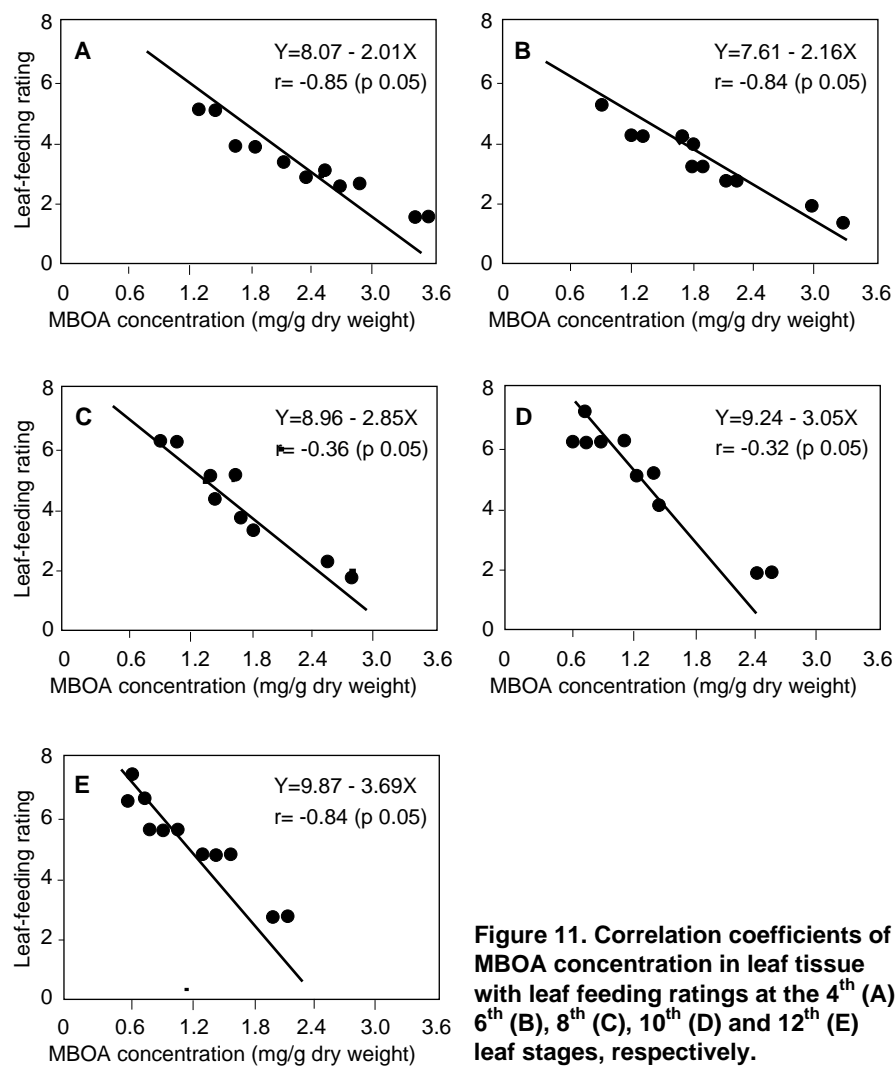 8
6
4
2
0
Leaf-feeding rating
A
Y=8.07 - 2.01X
r= -0.85 (p 0.05)
0 0.6 1.2 1.8 2.4 3.0 3.6
MBOA concentration (mg/g dry weight)
8
6
4
2
0
B
Y=7.61 - 2.16X
r= -0.84 (p 0.05)
0 0.6 1.2 1.8 2.4 3.0 3.6
MBOA concentration (mg/g dry weight)
8
6
4
2
0
Leaf-feeding rating
C
Y=8.96 - 2.85X
r= -0.36 (p 0.05)
0 0.6 1.2 1.8 2.4 3.0 3.6
MBOA concentration (mg/g dry weight)
8
6
4
2
0
D
Y=9.24 - 3.05X
r= -0.32 (p 0.05)
0 0.6 1.2 1.8 2.4 3.0 3.6
MBOA concentration (mg/g dry weight)
8
6
4
2
0
Leaf-feeding rating
E
Y=9.87 - 3.69X
r= -0.84 (p 0.05)
0 0.6 1.2 1.8 2.4 3.0 3.6
MBOA concentration (mg/g dry weight)
Figure 11. Correlation coefficients of
MBOA concentration in leaf tissue
with leaf feeding ratings at the 4th (A)
6th (B), 8th (C), 10th (D) and 12th (E)
leaf stages, respectively.